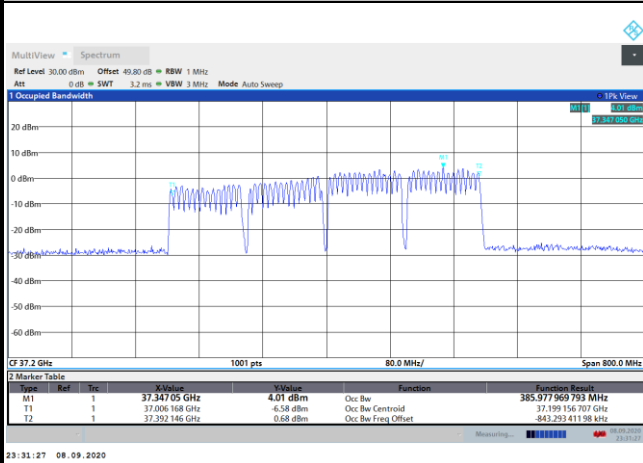 MultiView Spectrum
Ref Level 30.00 dBm Offset 49.80 dB RBW 1 MHz
Att 0 dB SWT 3.2 ms VBW 3 MHz Mode Auto Sweep
1 Occupied Bandwidth 1Pk View
M1[1] 4.01 dBm
37.347 050 GHz
20 dBm
10 dBm
M1
T2
0 dBm
T1
-10 dBm
-20 dBm
-30 dBm
-40 dBm
-50 dBm
-60 dBm
CF 37.2 GHz 1001 pts 80.0 MHz/ Span 800.0 MHz
2 Marker Table
Type Ref Trc X-Value Y-Value Function Function Result
M1 1 37.347 05 GHz 4.01 dBm Occ Bw 385.977 969 793 MHz
T1 1 37.006 168 GHz -6.58 dBm Occ Bw Centroid 37.199 156 707 GHz
T2 1 37.392 146 GHz 0.68 dBm Occ Bw Freq Offset -843.293 411 98 kHz
Measuring... 08.09.2020
23:31:27
23:31:27 08.09.2020